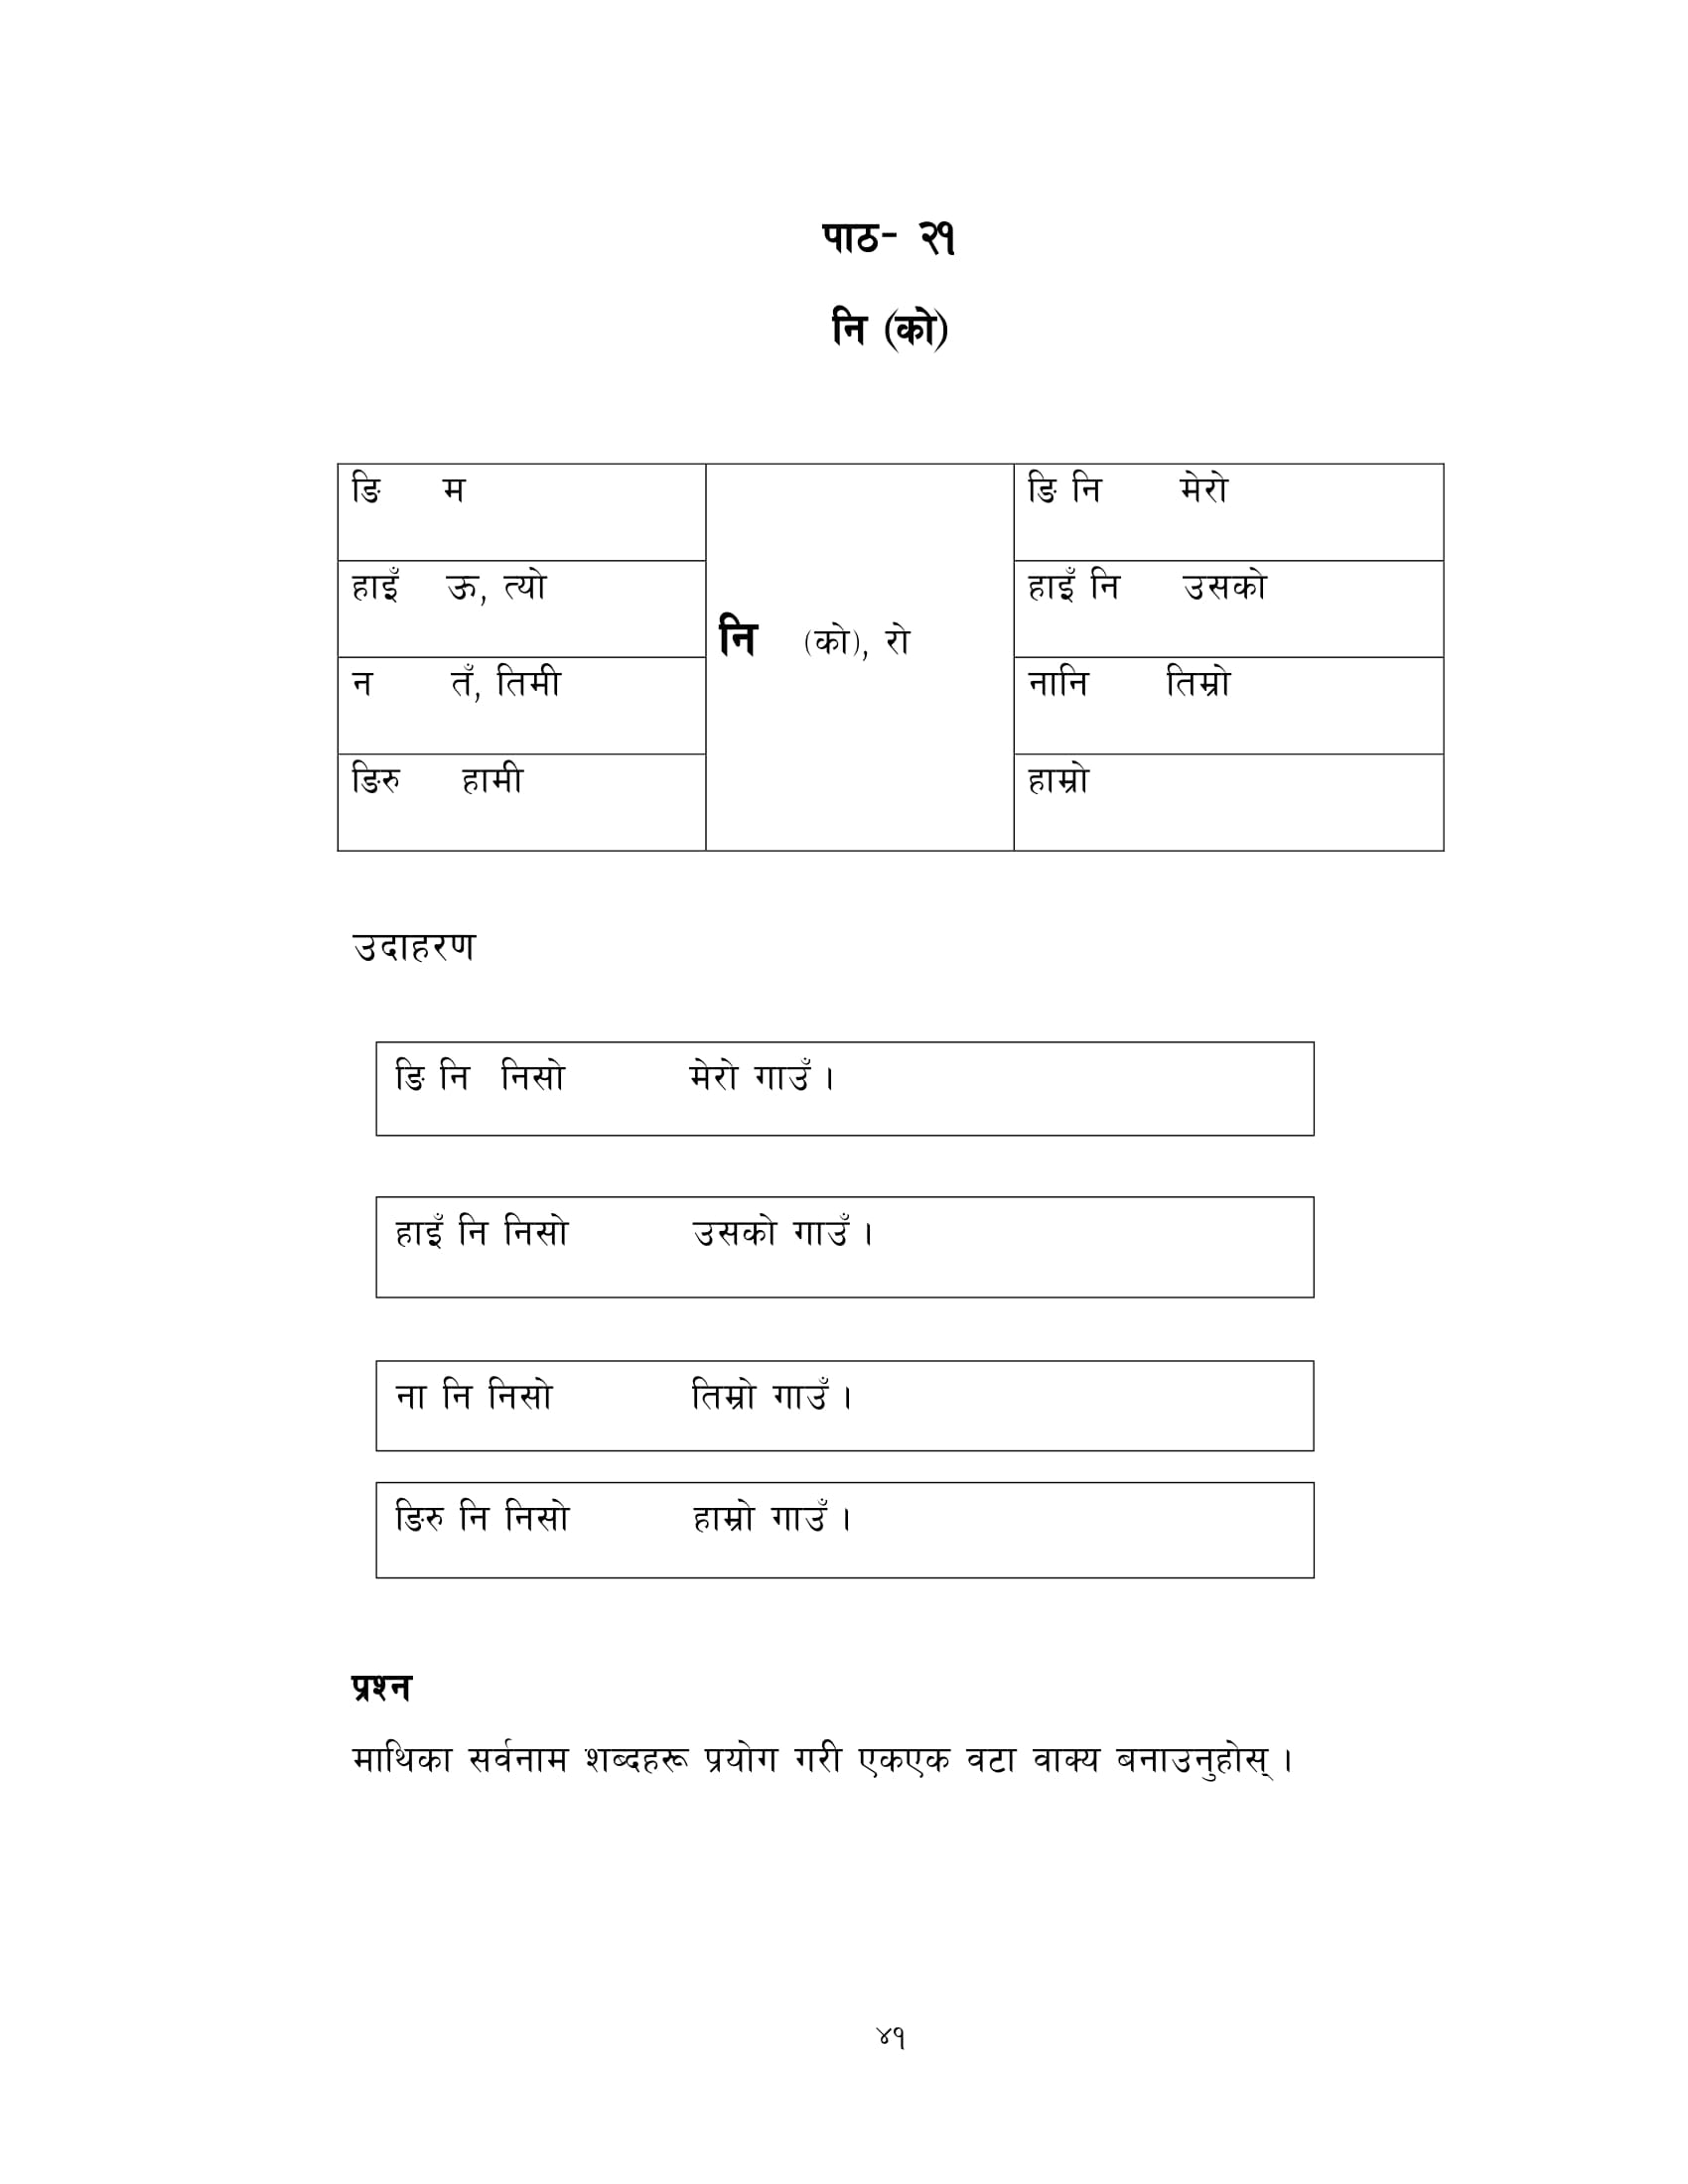 पाठ- २१
नि (को)
ङि म
नि (को), रो
ङि नि मेरो
हाइँ ऊ, त्यो
हाइँ नि उसको
न तँ, तिमी
नानि तिम्रो
ङिरु हामी
हाम्रो
उदाहरण
ङि नि निसो मेरो गाउँ ।
हाइँ नि निसो उसको गाउँ ।
ना नि निसो तिम्रो गाउँ ।
ङिरु नि निसो हाम्रो गाउँ ।
प्रश्न
माथिका सर्वनाम शब्दहरू प्रयोग गरी एकएक वटा वाक्य बनाउनुहोस् ।
४१